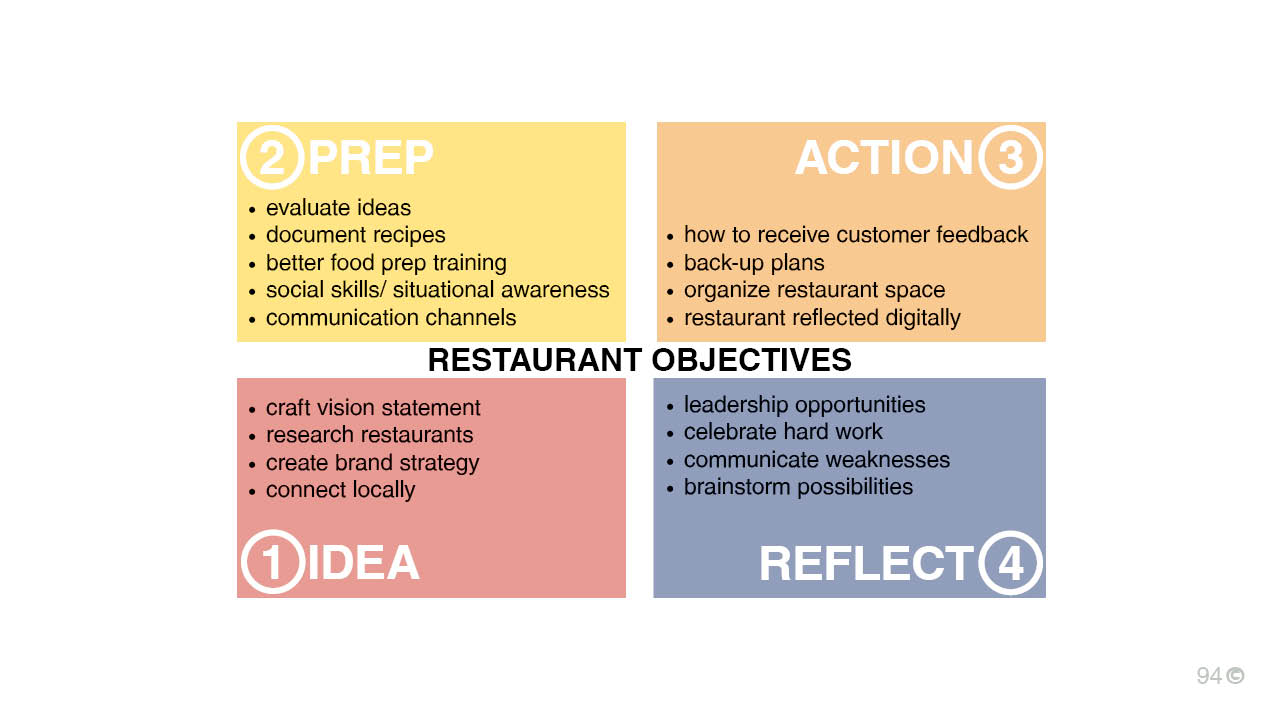 2 PREP
evaluate ideas
document recipes
better food prep training
social skills/ situational awareness
communication channels
ACTION 3
how to receive customer feedback
back-up plans
organize restaurant space
restaurant reflected digitally
RESTAURANT OBJECTIVES
craft vision statement
research restaurants
create brand strategy
connect locally
1 IDEA
leadership opportunities
celebrate hard work
communicate weaknesses
brainstorm possibilities
REFLECT 4
94©